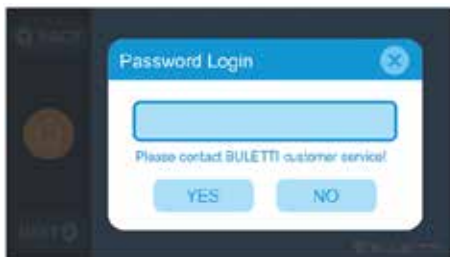 Password Login
Please contact BULETTI customer service!
YES
NO